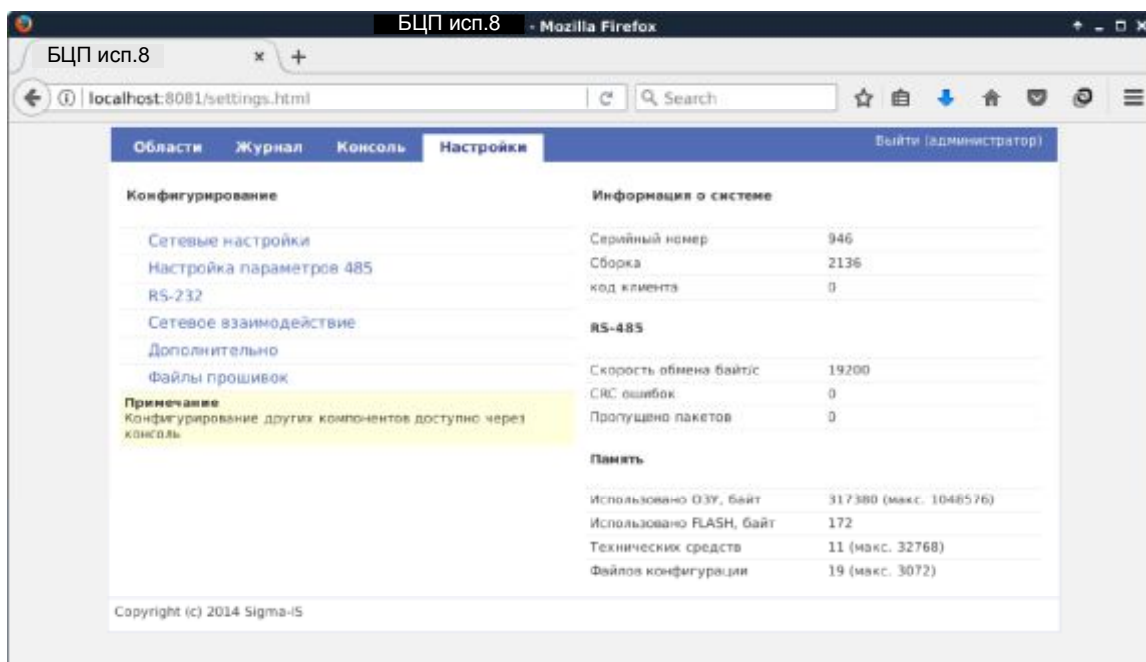 БЦП исп.8 - Mozilla Firefox
БЦП исп.8
localhost:8081/settings.html
Search
Области Журнал Консоль Настройки Выйти (администратор)
Конфигурирование
Сетевые настройки
Настройка параметров 485
RS-232
Сетевое взаимодействие
Дополнительно
Файлы прошивок
Примечание
Конфигурирование других компонентов доступно через
консоль
Информация о системе
Серийный номер 946
Сборка 2136
код клиента 0
RS-485
Скорость обмена байт/с 19200
CRC ошибок 0
Пропущено пакетов 0
Память
Использовано ОЗУ, байт 317380 (макс. 1048576)
Использовано FLASH, байт 172
Технических средств 11 (макс. 32768)
Файлов конфигурации 19 (макс. 3072)
Copyright (c) 2014 Sigma-IS